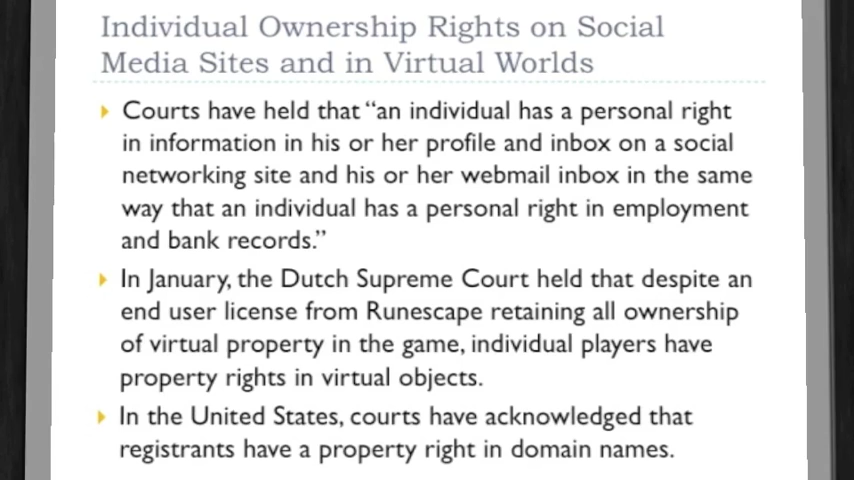 Individual Ownership Rights on Social
Media Sites and in Virtual Worlds
Courts have held that “an individual has a personal right
in information in his or her profile and inbox on a social
networking site and his or her webmail inbox in the same
way that an individual has a personal right in employment
and bank records.”
In January, the Dutch Supreme Court held that despite an
end user license from Runescape retaining all ownership
of virtual property in the game, individual players have
property rights in virtual objects.
In the United States, courts have acknowledged that
registrants have a property right in domain names.